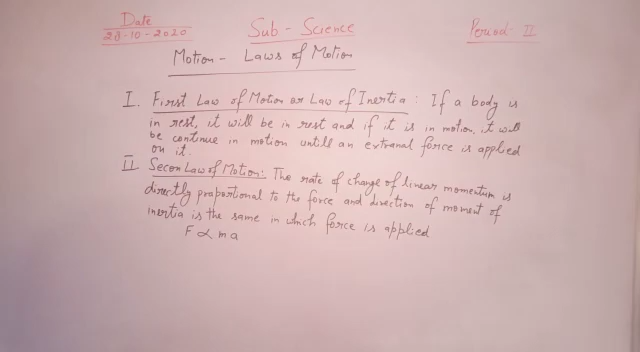 Date
28-10-2020
Sub - Science
Period: II
Motion - Laws of Motion
I. First Law of Motion or Law of Inertia : If a body is
in rest, it will be in rest and if it is in motion, it will
be continue in motion untill an extranal force is applied
on it.
II Secon Law of Motion: The rate of change of linear momentum is
directly proportional to the force and direction of moment of
inertia is the same in which force is applied
F ∝ ma